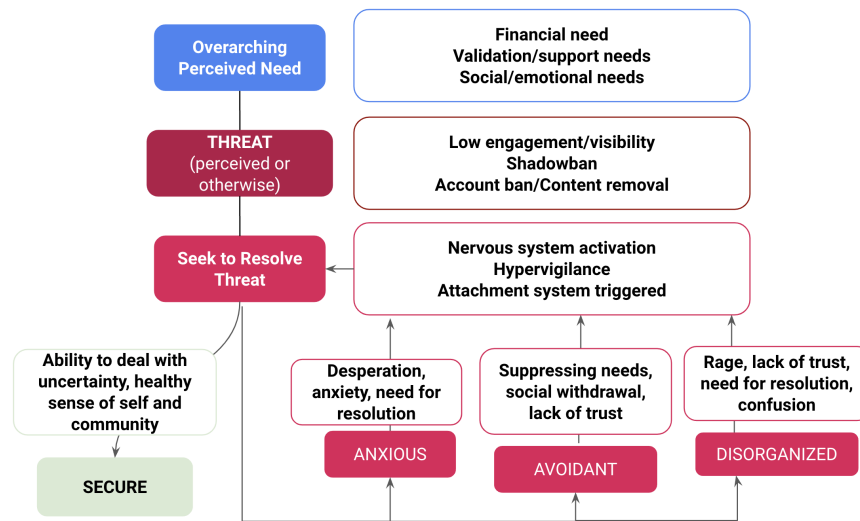 Overarching
Perceived Need
Financial need
Validation/support needs
Social/emotional needs
THREAT
(perceived or
otherwise)
Low engagement/visibility
Shadowban
Account ban/Content removal
Seek to Resolve
Threat
Nervous system activation
Hypervigilance
Attachment system triggered
Ability to deal with
uncertainty, healthy
sense of self and
community
SECURE
Desperation,
anxiety, need for
resolution
ANXIOUS
Suppressing needs,
social withdrawal,
lack of trust
AVOIDANT
Rage, lack of trust,
need for resolution,
confusion
DISORGANIZED